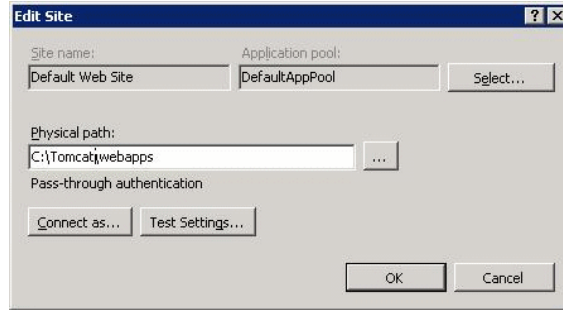 Edit Site
Site name:
Application pool:
Default Web Site
DefaultAppPool
Select...
Physical path:
C:\Tomcat\webapps
...
Pass-through authentication
Connect as...
Test Settings...
OK
Cancel